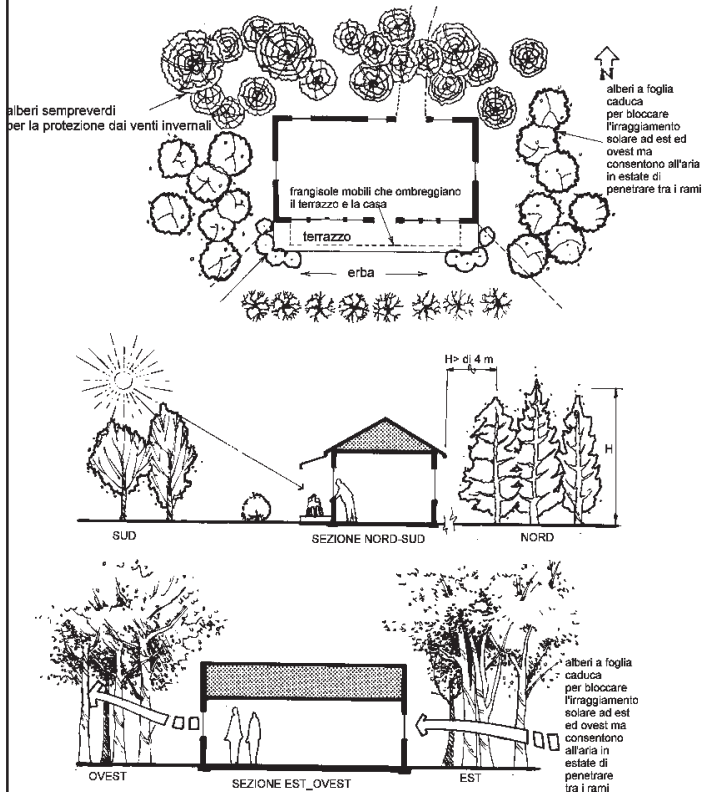 alberi sempreverdi
per la protezione dai venti invernali
N
alberi a foglia
caduca
per bloccare
l'irraggiamento
solare ad est ed
ovest ma
consentono all'aria
in estate di
penetrare tra i rami
frangisole mobili che ombreggiano
il terrazzo e la casa
terrazzo
erba
H> di 4 m
H
SUD
SEZIONE NORD-SUD
NORD
alberi a foglia
caduca
per bloccare
l'irraggiamento
solare ad est
ed ovest ma
consentono
all'aria in
estate di
penetrare
tra i rami
OVEST
SEZIONE EST_OVEST
EST